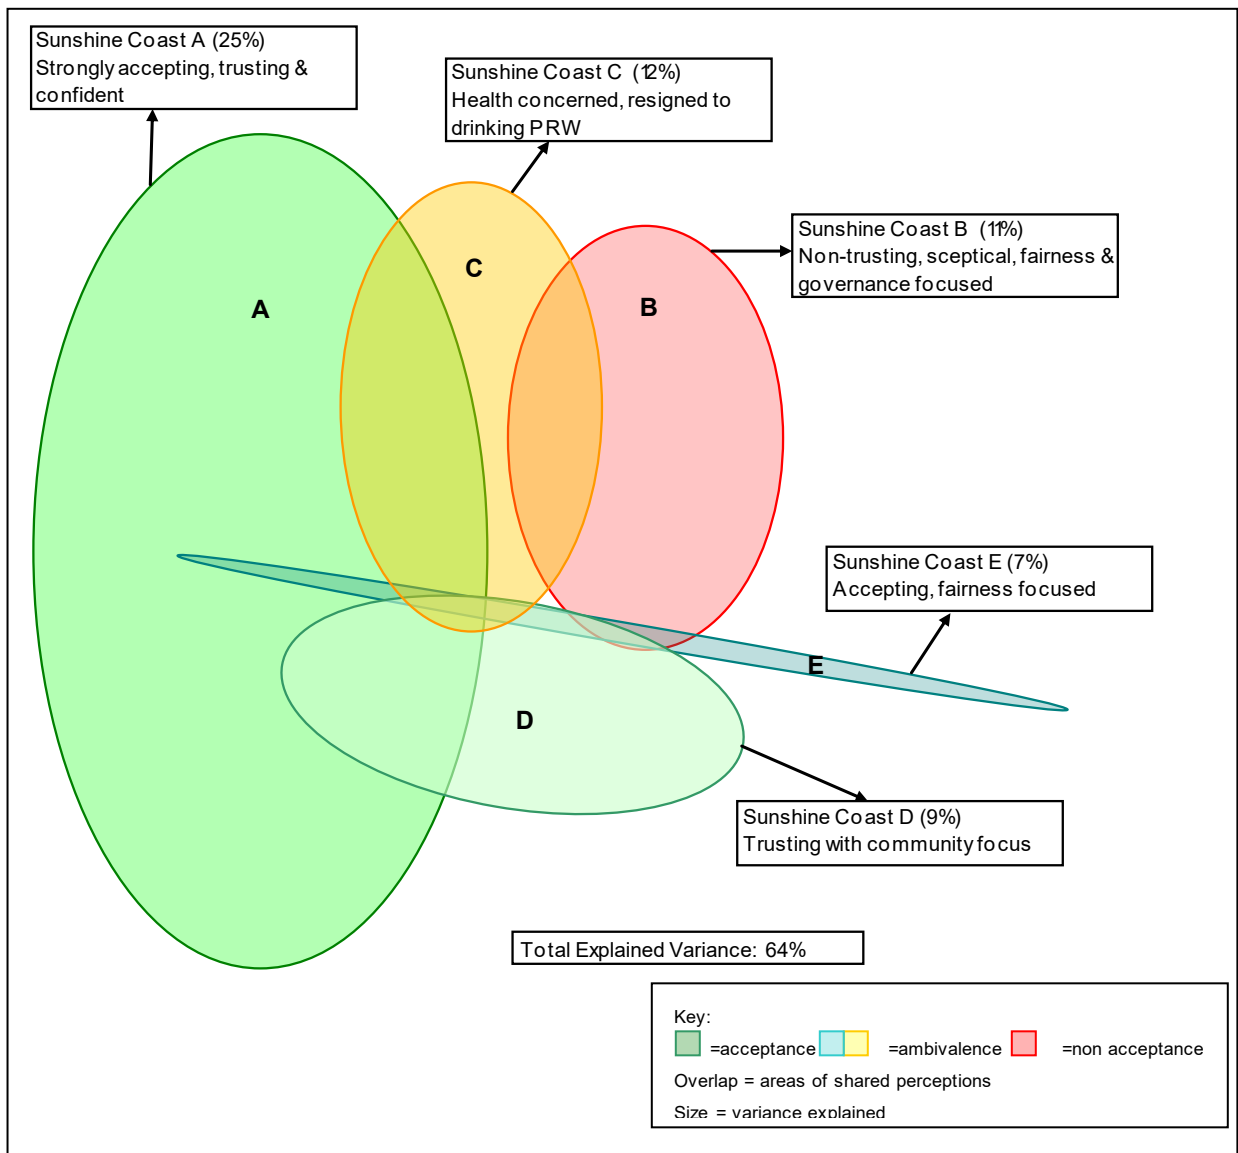 Sunshine Coast A (25%)
Strongly accepting, trusting &
confident
Sunshine Coast C (12%)
Health concerned, resigned to
drinking PRW
Sunshine Coast B (11%)
Non-trusting, sceptical, fairness &
governance focused
C
A
B
Sunshine Coast E (7%)
Accepting, fairness focused
E
D
Sunshine Coast D (9%)
Trusting with community focus
Total Explained Variance: 64%
Key:
=acceptance =ambivalence =non acceptance
Overlap = areas of shared perceptions
Size = variance explained